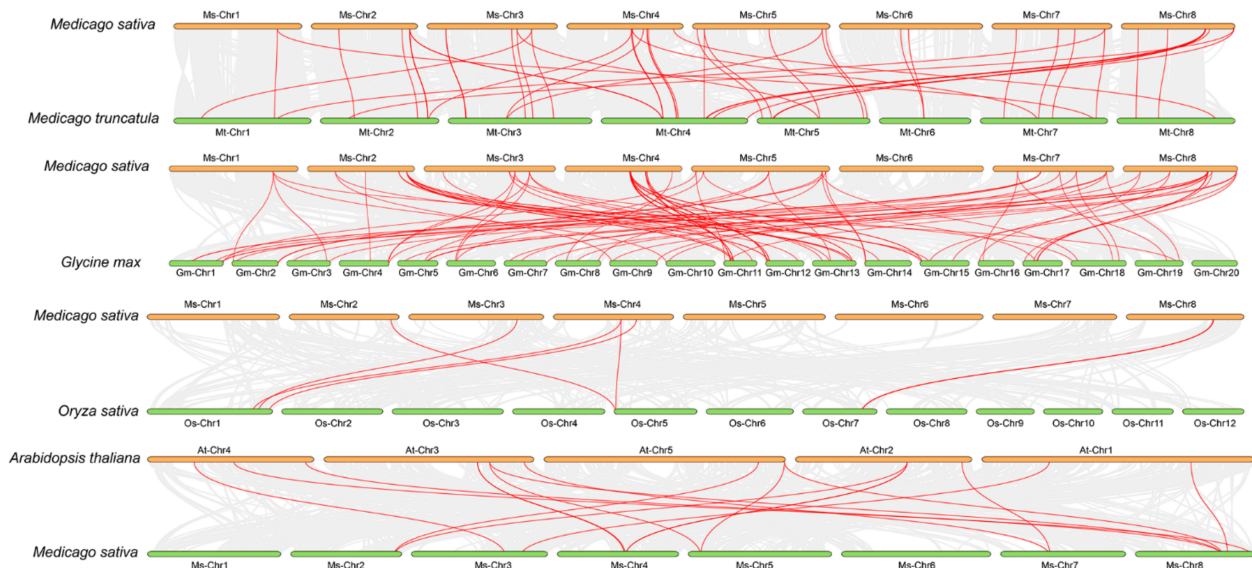 Medicago sativa Ms-Chr1 Ms-Chr2 Ms-Chr3 Ms-Chr4 Ms-Chr5 Ms-Chr6 Ms-Chr7 Ms-Chr8
Medicago truncatula Mt-Chr1 Mt-Chr2 Mt-Chr3 Mt-Chr4 Mt-Chr5 Mt-Chr6 Mt-Chr7 Mt-Chr8
Medicago sativa Ms-Chr1 Ms-Chr2 Ms-Chr3 Ms-Chr4 Ms-Chr5 Ms-Chr6 Ms-Chr7 Ms-Chr8
Glycine max Gm-Chr1 Gm-Chr2 Gm-Chr3 Gm-Chr4 Gm-Chr5 Gm-Chr6 Gm-Chr7 Gm-Chr8 Gm-Chr9 Gm-Chr10 Gm-Chr11 Gm-Chr12 Gm-Chr13 Gm-Chr14 Gm-Chr15 Gm-Chr16 Gm-Chr17 Gm-Chr18 Gm-Chr19 Gm-Chr20
Medicago sativa Ms-Chr1 Ms-Chr2 Ms-Chr3 Ms-Chr4 Ms-Chr5 Ms-Chr6 Ms-Chr7 Ms-Chr8
Oryza sativa Os-Chr1 Os-Chr2 Os-Chr3 Os-Chr4 Os-Chr5 Os-Chr6 Os-Chr7 Os-Chr8 Os-Chr9 Os-Chr10 Os-Chr11 Os-Chr12
Arabidopsis thaliana At-Chr4 At-Chr3 At-Chr5 At-Chr2 At-Chr1
Medicago sativa Ms-Chr1 Ms-Chr2 Ms-Chr3 Ms-Chr4 Ms-Chr5 Ms-Chr6 Ms-Chr7 Ms-Chr8